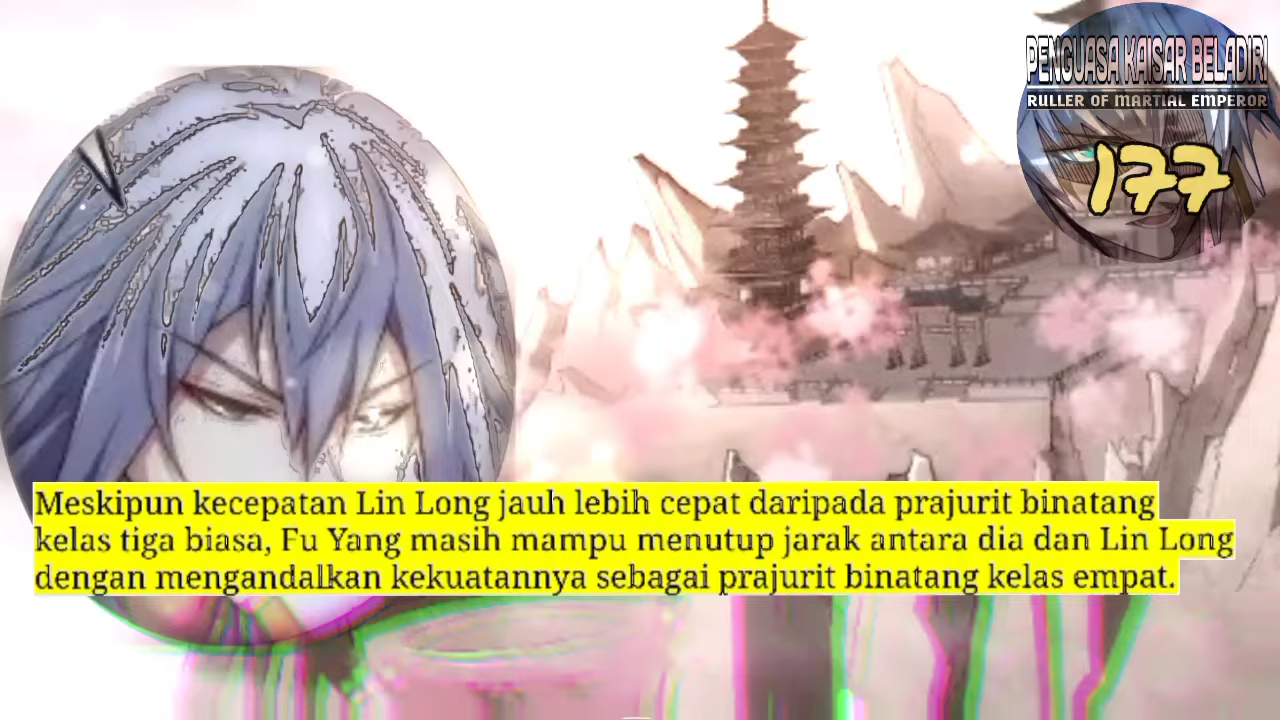 PENGUASA KAISAR BELADIRI
RULLER OF MARTIAL EMPEROR
177
Meskipun kecepatan Lin Long jauh lebih cepat daripada prajurit binatang
kelas tiga biasa, Fu Yang masih mampu menutup jarak antara dia dan Lin Long
dengan mengandalkan kekuatannya sebagai prajurit binatang kelas empat.